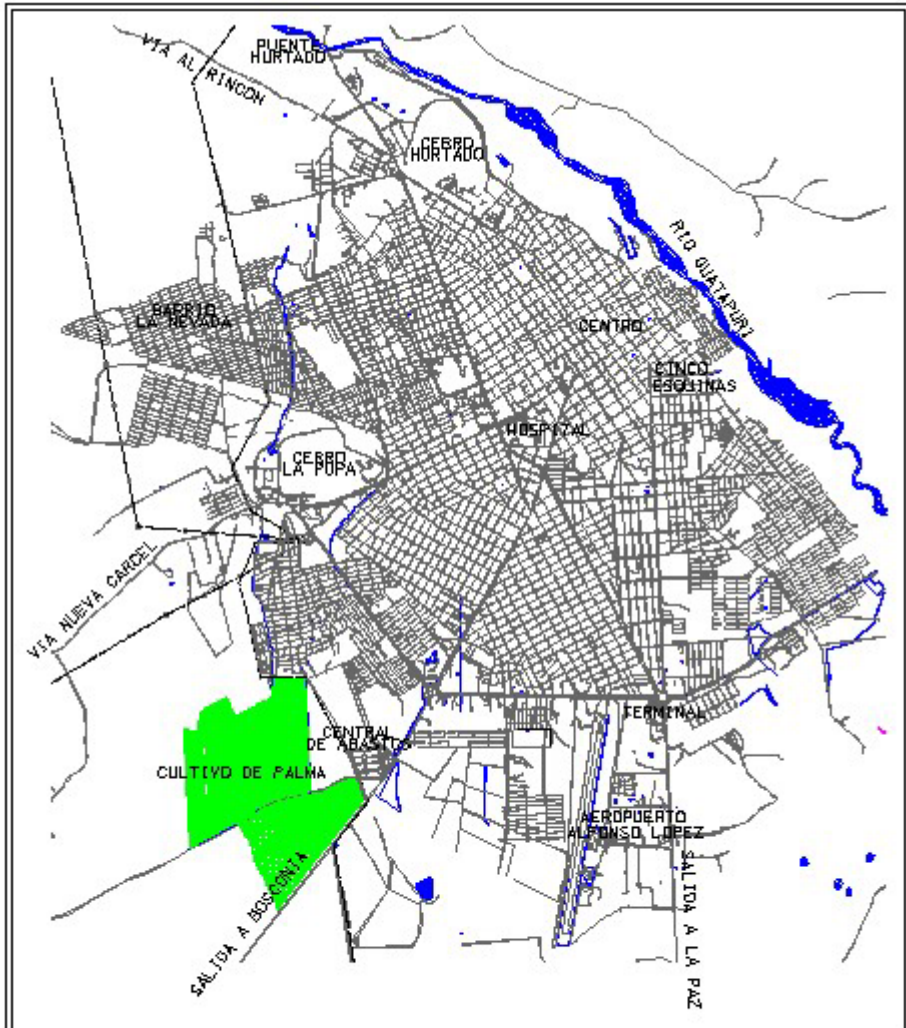 PUENTE
HURTADO
VIA AL RINCON
CERRO
HURTADO
RIO GUATAPURI
BARRIO
LA NEVADA
CENTRO
CINCO
ESQUINAS
HOSPITAL
CERRO
LA POPA
VIA NUEVA CARCEL
TERMINAL
CENTRAL
DE ABASTOS
CULTIVO DE PALMA
AEROPUERTO
ALFONSO LOPEZ
SALIDA A BOSCONIA
SALIDA A LA PAZ